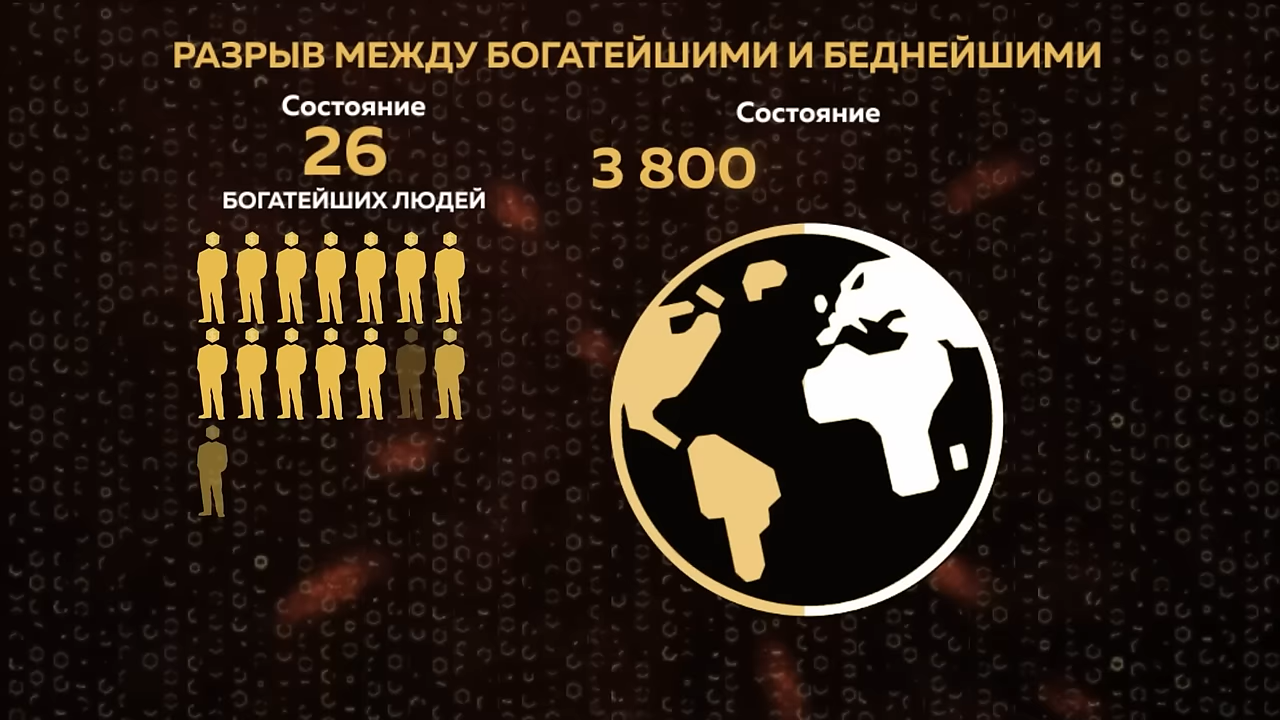 РАЗРЫВ МЕЖДУ БОГАТЕЙШИМИ И БЕДНЕЙШИМИ
Состояние
26
БОГАТЕЙШИХ ЛЮДЕЙ
Состояние
3 800